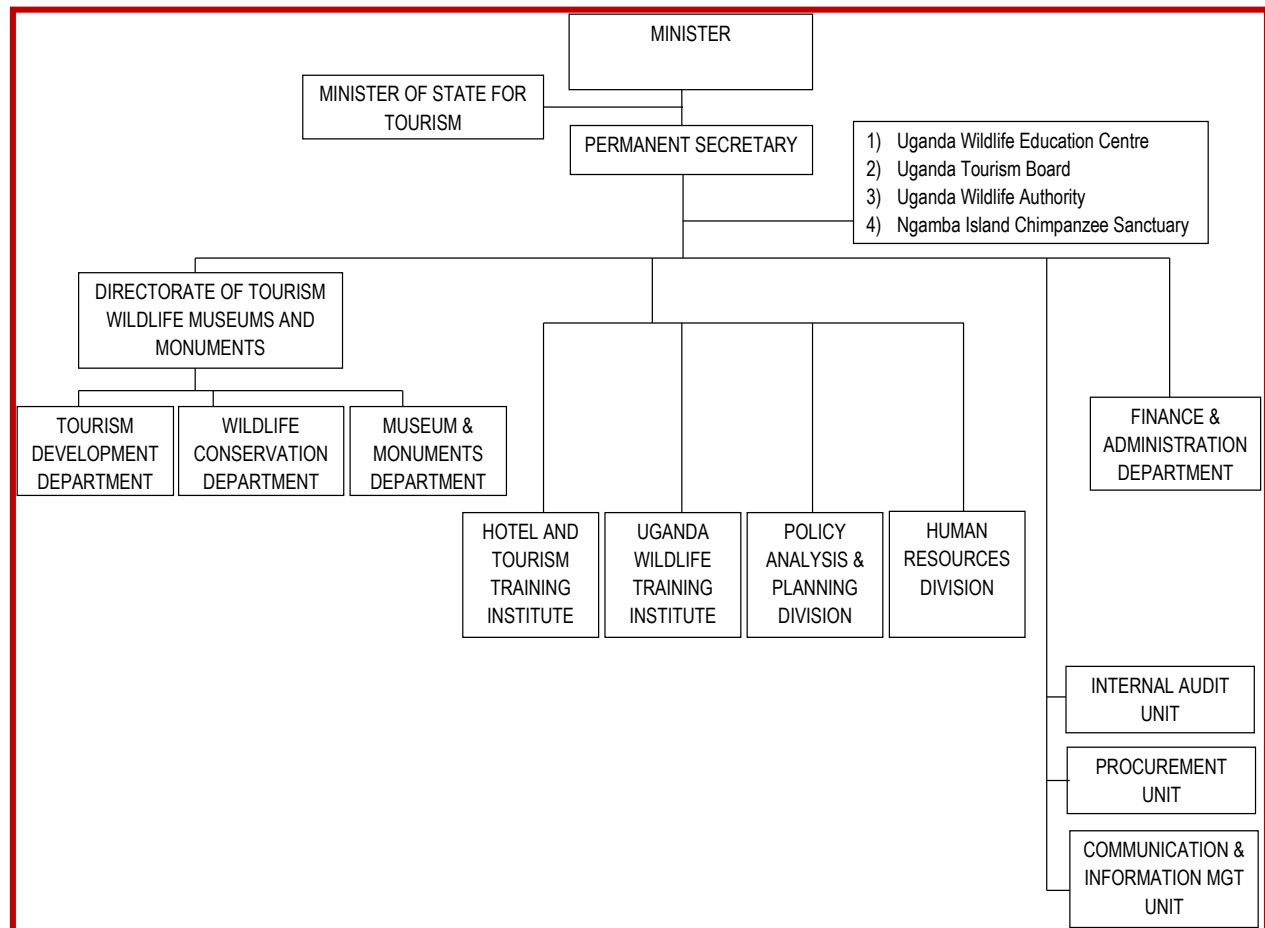 MINISTER
MINISTER OF STATE FOR
TOURISM
PERMANENT SECRETARY
1) Uganda Wildlife Education Centre
2) Uganda Tourism Board
3) Uganda Wildlife Authority
4) Ngamba Island Chimpanzee Sanctuary
DIRECTORATE OF TOURISM
WILDLIFE MUSEUMS AND
MONUMENTS
TOURISM
DEVELOPMENT
DEPARTMENT
WILDLIFE
CONSERVATION
DEPARTMENT
MUSEUM &
MONUMENTS
DEPARTMENT
FINANCE &
ADMINISTRATION
DEPARTMENT
HOTEL AND
TOURISM
TRAINING
INSTITUTE
UGANDA
WILDLIFE
TRAINING
INSTITUTE
POLICY
ANALYSIS &
PLANNING
DIVISION
HUMAN
RESOURCES
DIVISION
INTERNAL AUDIT
UNIT
PROCUREMENT
UNIT
COMMUNICATION &
INFORMATION MGT
UNIT